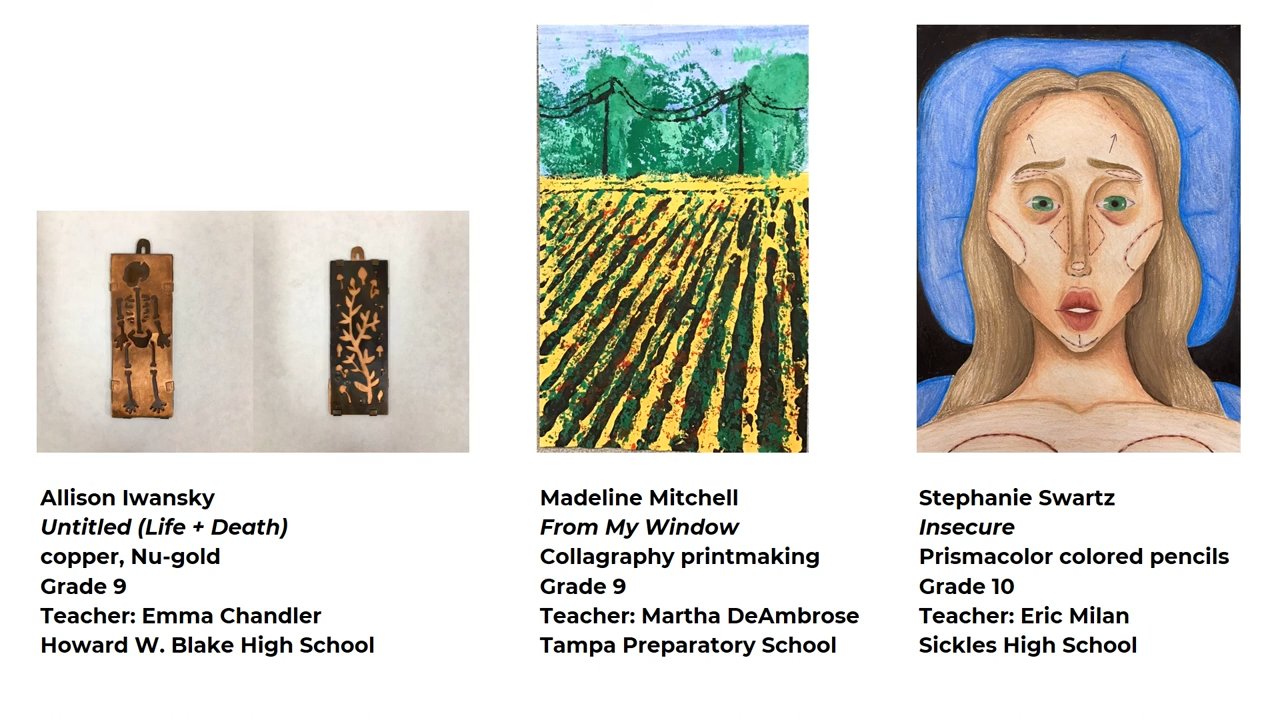 Allison Iwansky
Untitled (Life + Death)
copper, Nu-gold
Grade 9
Teacher: Emma Chandler
Howard W. Blake High School
Madeline Mitchell
From My Window
Collagraphy printmaking
Grade 9
Teacher: Martha DeAmbrose
Tampa Preparatory School
Stephanie Swartz
Insecure
Prismacolor colored pencils
Grade 10
Teacher: Eric Milan
Sickles High School